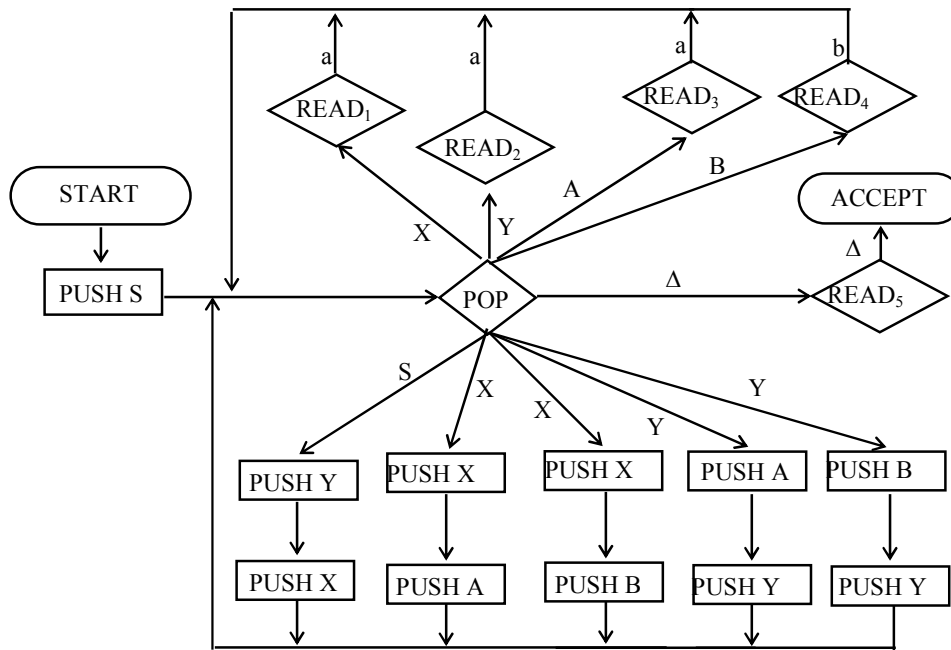 a
a
a
b
READ₁
READ₂
READ₃
READ₄
START
ACCEPT
X
Y
A
B
PUSH S
POP
Δ
Δ
READ₅
S
X
X
Y
Y
PUSH Y
PUSH X
PUSH X
PUSH A
PUSH B
PUSH X
PUSH A
PUSH B
PUSH Y
PUSH Y